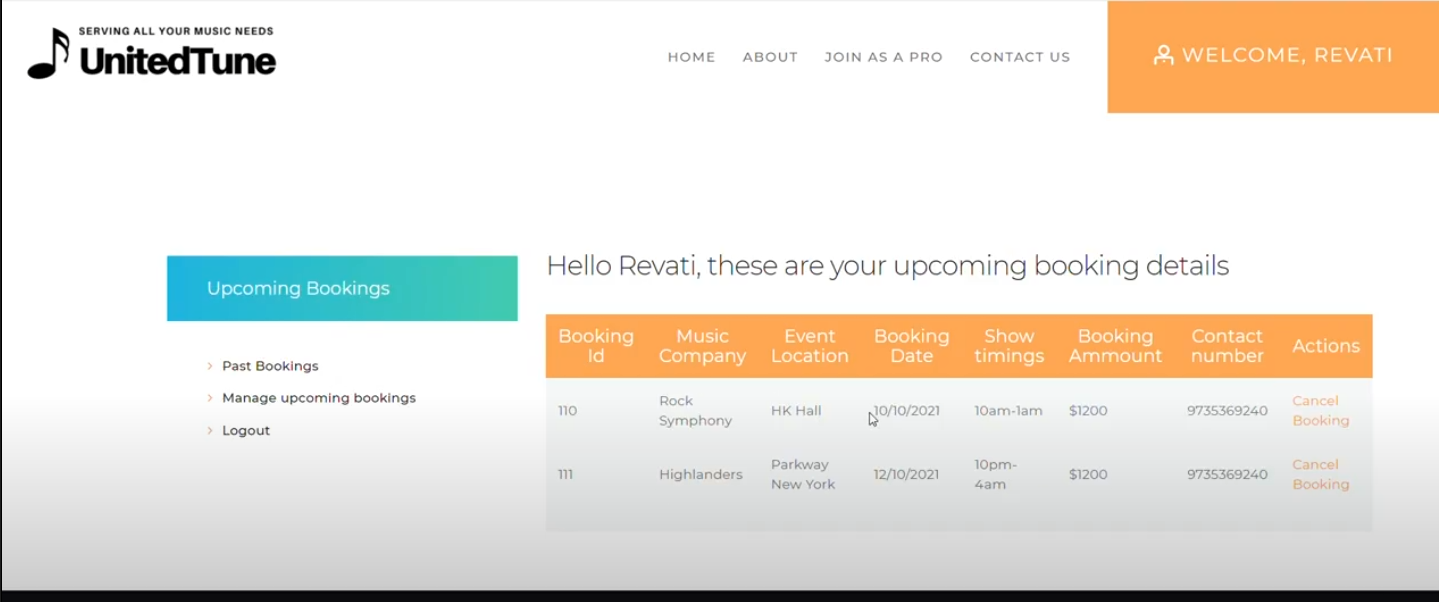 SERVING ALL YOUR MUSIC NEEDS
UnitedTune
HOME ABOUT JOIN AS A PRO CONTACT US
WELCOME, REVATI
Hello Revati, these are your upcoming booking details
Upcoming Bookings
Past Bookings
Manage upcoming bookings
Logout
Booking Id Music Company Event Location Booking Date Show timings Booking Ammount Contact number Actions
110 Rock Symphony HK Hall 10/10/2021 10am-1am $1200 9735369240 Cancel Booking
111 Highlanders Parkway New York 12/10/2021 10pm-4am $1200 9735369240 Cancel Booking